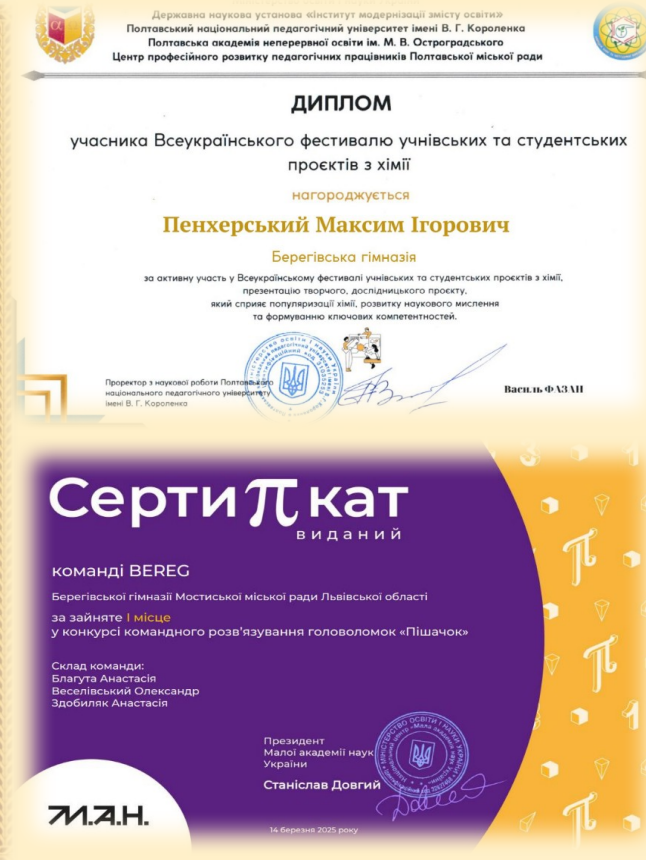 Державна наукова установа «Інститут модернізації змісту освіти»
Полтавський національний педагогічний університет імені В. Г. Короленка
Полтавська академія неперервної освіти ім. М. В. Остроградського
Центр професійного розвитку педагогічних працівників Полтавської міської ради
ДИПЛОМ
учасника Всеукраїнського фестивалю учнівських та студентських
проєктів з хімії
нагороджується
Пенхерський Максим Ігорович
Берегівська гімназія
за активну участь у Всеукраїнському фестивалі учнівських та студентських проєктів з хімії,
презентацію творчого, дослідницького проєкту,
який сприяє популяризації хімії, розвитку наукового мислення
та формуванню ключових компетентностей.
Проректор з наукової роботи Полтавського
національного педагогічного університету
імені В. Г. Короленка
Василь ФАЗАН
Сертиπкат
виданий
команді BEREG
Берегівської гімназії Мостиської міської ради Львівської області
за зайняте І місце
у конкурсі командного розв’язування головоломок «Пішачок»
Склад команди:
Благута Анастасія
Веселівський Олександр
Здобиляк Анастасія
Президент
Малої академії наук
України
Станіслав Довгий
М.А.Н.
14 березня 2025 року